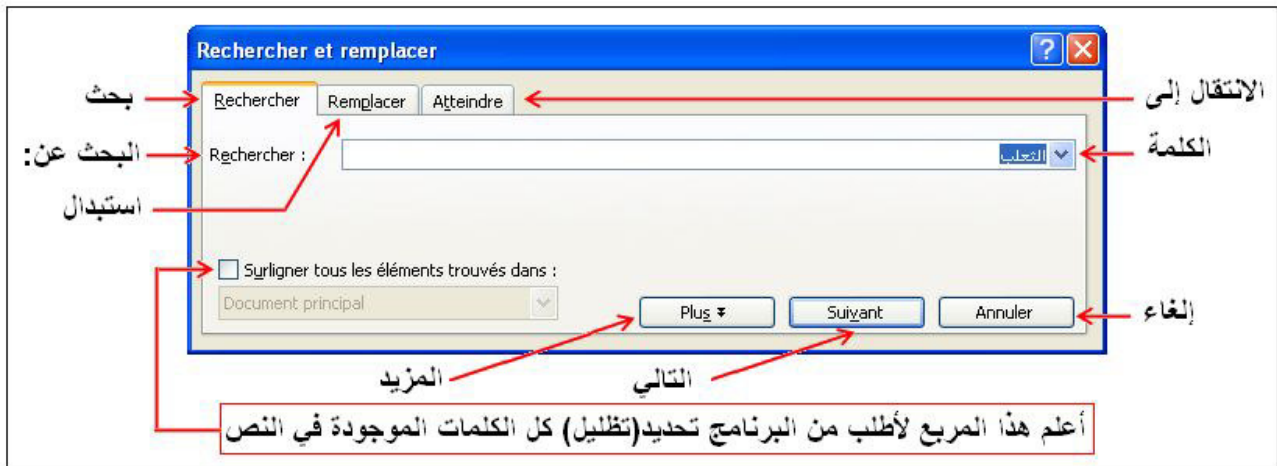 Rechercher et remplacer
بحث
Rechercher
Remplacer
Atteindre
الانتقال إلى
البحث عن:
Rechercher :
الثعلب
الكلمة
استبدال
Surligner tous les éléments trouvés dans :
Document principal
Plus
Suivant
Annuler
إلغاء
المزيد
التالي
أعلم هذا المربع لأطلب من البرنامج تحديد(تظليل) كل الكلمات الموجودة في النص